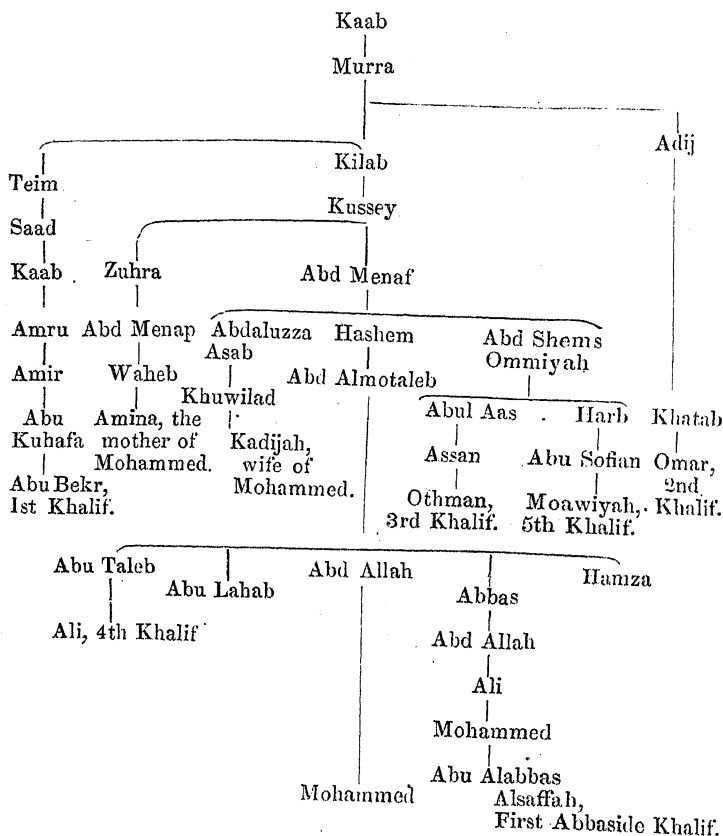 Kaab
Murra
Adij
Kilab
Teim
Kussey
Saad
Kaab . Zuhra Abd Menaf
Amru Abd Menap Abdaluzza Hashem Abd Shems
Asab Ommiyah
Amir Waheb Abd Almotaleb
Khuwilad
Abu Amina, the Abul Aas . Harb Khatab
Kuhafa mother of Kadijah,
Mohammed. wife of Assan Abu Sofian Omar,
Abu Bekr, Mohammed. 2nd
1st Khalif. Othman, Moawiyah,. Khalif.
3rd Khalif. 5th Khalif.
Abu Taleb Abd Allah Hamza
Abu Lahab Abbas
Ali, 4th Khalif Abd Allah
Ali
Mohammed
Abu Alabbas
Mohammed Alsaffah,
First Abbaside Khalif.